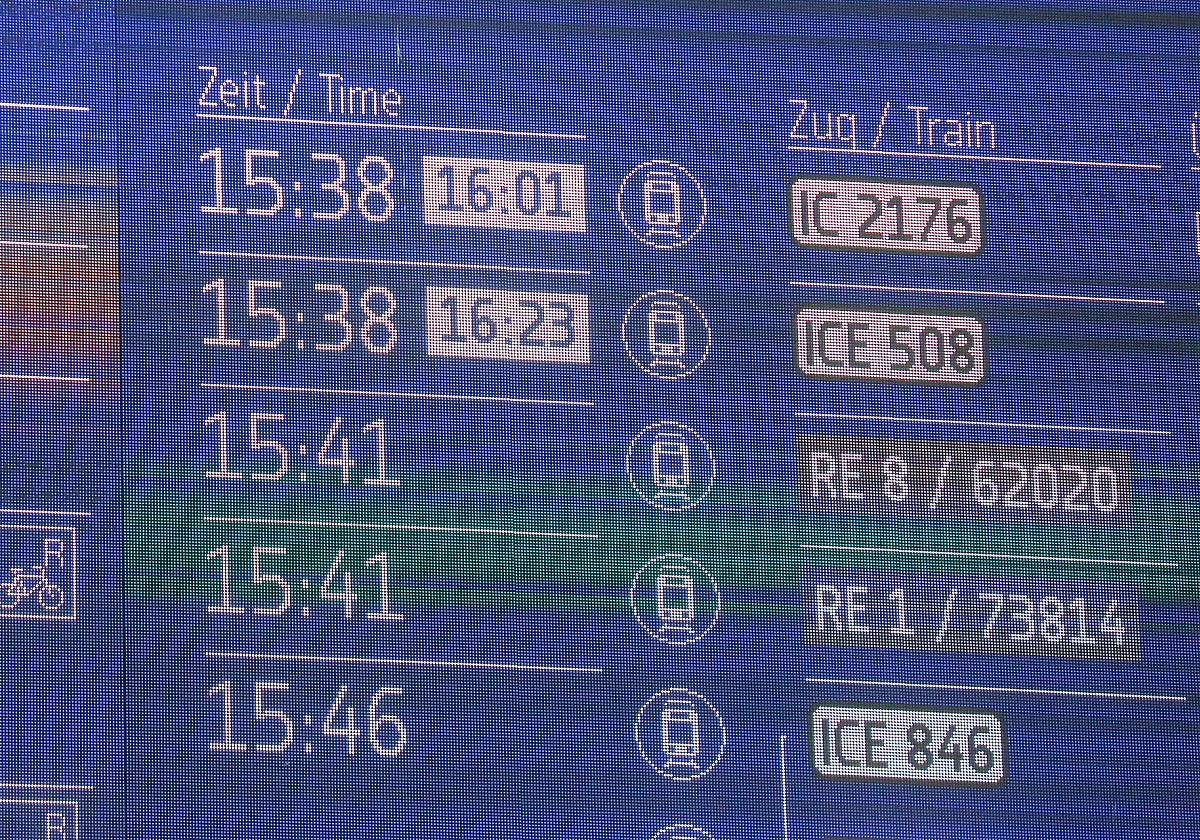 Zeit / Time Zug / Train
15:38 16:01 IC 2176
15:38 16:23 ICE 508
15:41 RE 8 / 62020
15:41 RE 1 / 73814
R
15:46 ICE 846
R